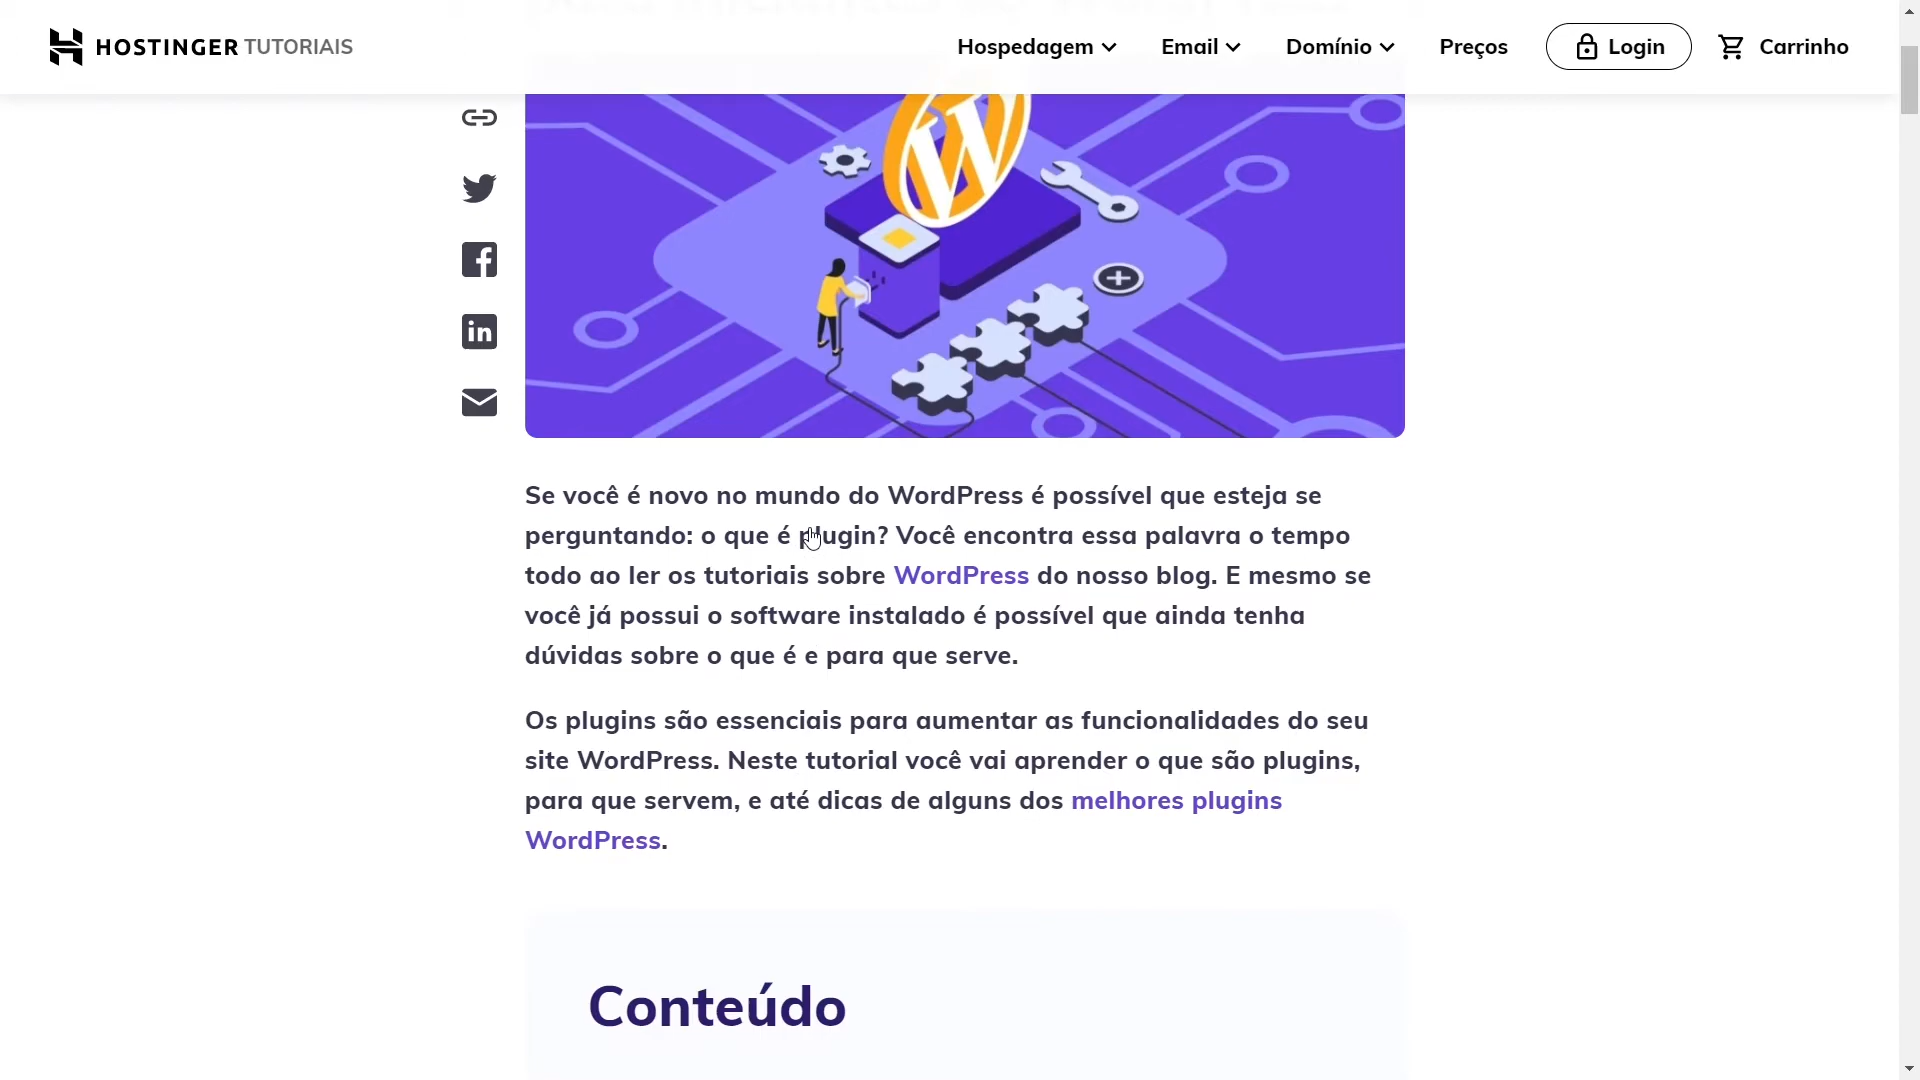 HOSTINGER TUTORIAIS
Hospedagem
Email
Domínio
Preços
Login
Carrinho
Se você é novo no mundo do WordPress é possível que esteja se
perguntando: o que é plugin? Você encontra essa palavra o tempo
todo ao ler os tutoriais sobre WordPress do nosso blog. E mesmo se
você já possui o software instalado é possível que ainda tenha
dúvidas sobre o que é e para que serve.
Os plugins são essenciais para aumentar as funcionalidades do seu
site WordPress. Neste tutorial você vai aprender o que são plugins,
para que servem, e até dicas de alguns dos melhores plugins
WordPress.
Conteúdo